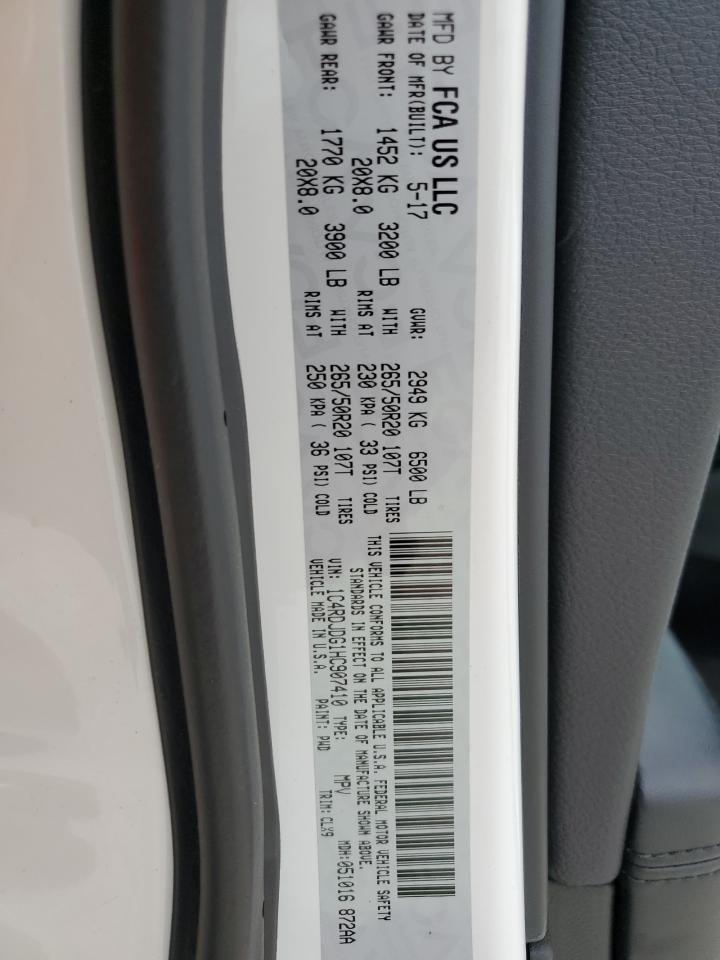 MFD BY FCA US LLC
DATE OF MFR(BUILT): 5-17 GVWR: 2949 KG 6500 LB
GAWR FRONT: 1452 KG 3200 LB WITH 265/50R20 107T TIRES
20X8.0 RIMS AT 230 KPA ( 33 PSI) COLD
GAWR REAR: 1770 KG 3900 LB WITH 265/50R20 107T TIRES
20X8.0 RIMS AT 250 KPA ( 36 PSI) COLD
THIS VEHICLE CONFORMS TO ALL APPLICABLE U.S.A. FEDERAL MOTOR VEHICLE SAFETY
STANDARDS IN EFFECT ON THE DATE OF MANUFACTURE SHOWN ABOVE.
VIN: 1C4RDJDG1HC907410 TYPE: MPV MDH:051016 872AA
VEHICLE MADE IN U.S.A. PAINT: PWD TRIM: CLX9